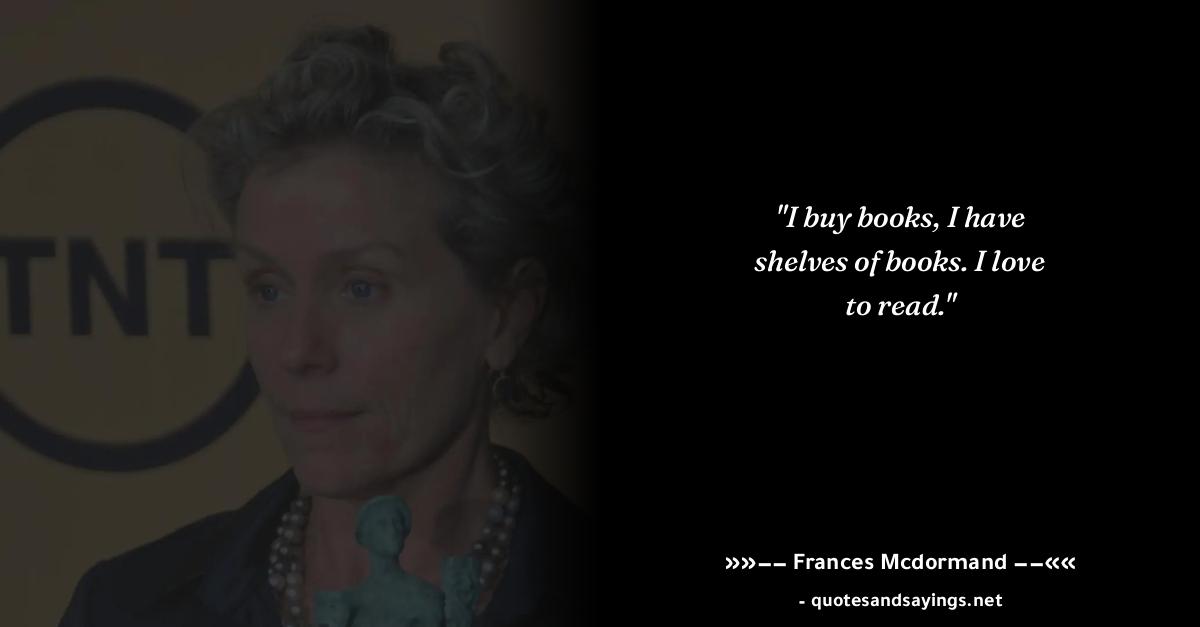 TNT
"I buy books, I have
shelves of books. I love
to read."
»»−− Frances Mcdormand −−««
- quotesandsayings.net